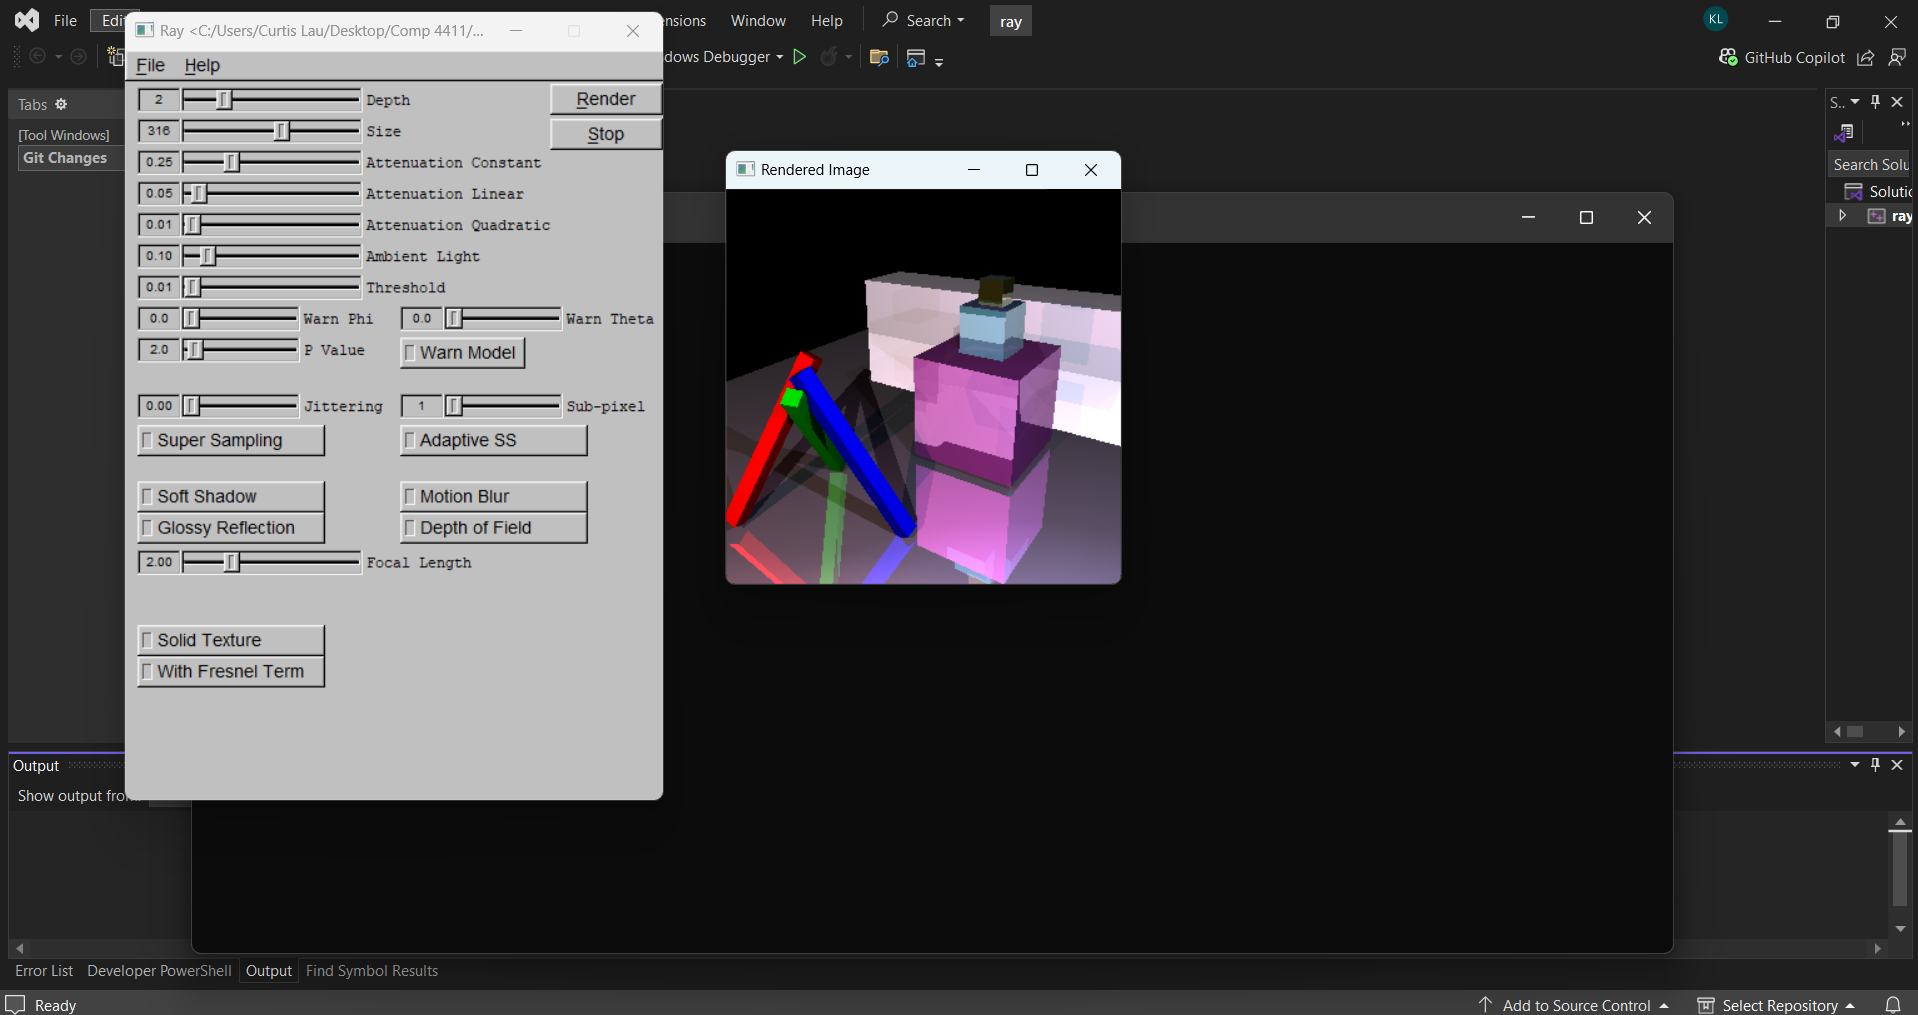 File
Edi
ensions
Window
Help
Search
ray
KL
Ray <C:/Users/Curtis Lau/Desktop/Comp 4411/...
dows Debugger
GitHub Copilot
File Help
Tabs
[Tool Windows]
Git Changes
2 Depth
Render
316 Size
Stop
0.25 Attenuation Constant
0.05 Attenuation Linear
0.01 Attenuation Quadratic
0.10 Ambient Light
0.01 Threshold
0.0 Warn Phi 0.0 Warn Theta
2.0 P Value Warn Model
0.00 Jittering 1 Sub-pixel
Super Sampling Adaptive SS
Soft Shadow Motion Blur
Glossy Reflection Depth of Field
2.00 Focal Length
Solid Texture
With Fresnel Term
Rendered Image
S..
Search Solu
Solutic
ray
Output
Show output from:
Error List Developer PowerShell Output Find Symbol Results
Ready
Add to Source Control
Select Repository